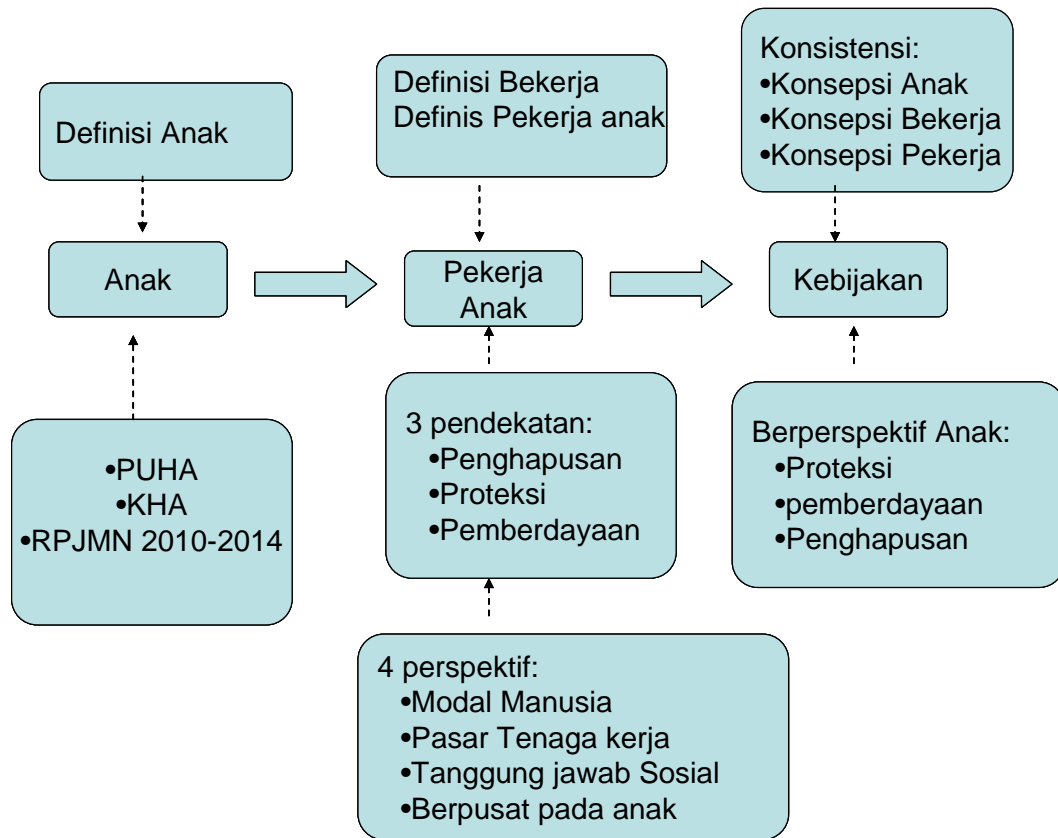 Definisi Anak
Definisi Bekerja
Definis Pekerja anak
Konsistensi:
•Konsepsi Anak
•Konsepsi Bekerja
•Konsepsi Pekerja
Anak
Pekerja
Anak
Kebijakan
•PUHA
•KHA
•RPJMN 2010-2014
3 pendekatan:
•Penghapusan
•Proteksi
•Pemberdayaan
Berperspektif Anak:
•Proteksi
•pemberdayaan
•Penghapusan
4 perspektif:
•Modal Manusia
•Pasar Tenaga kerja
•Tanggung jawab Sosial
•Berpusat pada anak